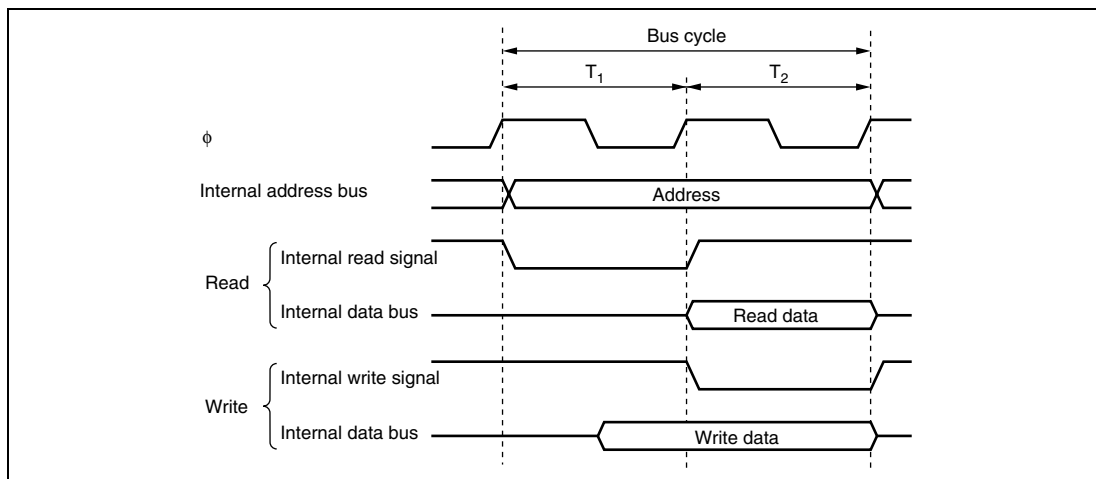 Bus cycle
T₁ T₂
ϕ
Internal address bus Address
Internal read signal
Read
Internal data bus Read data
Internal write signal
Write
Internal data bus Write data